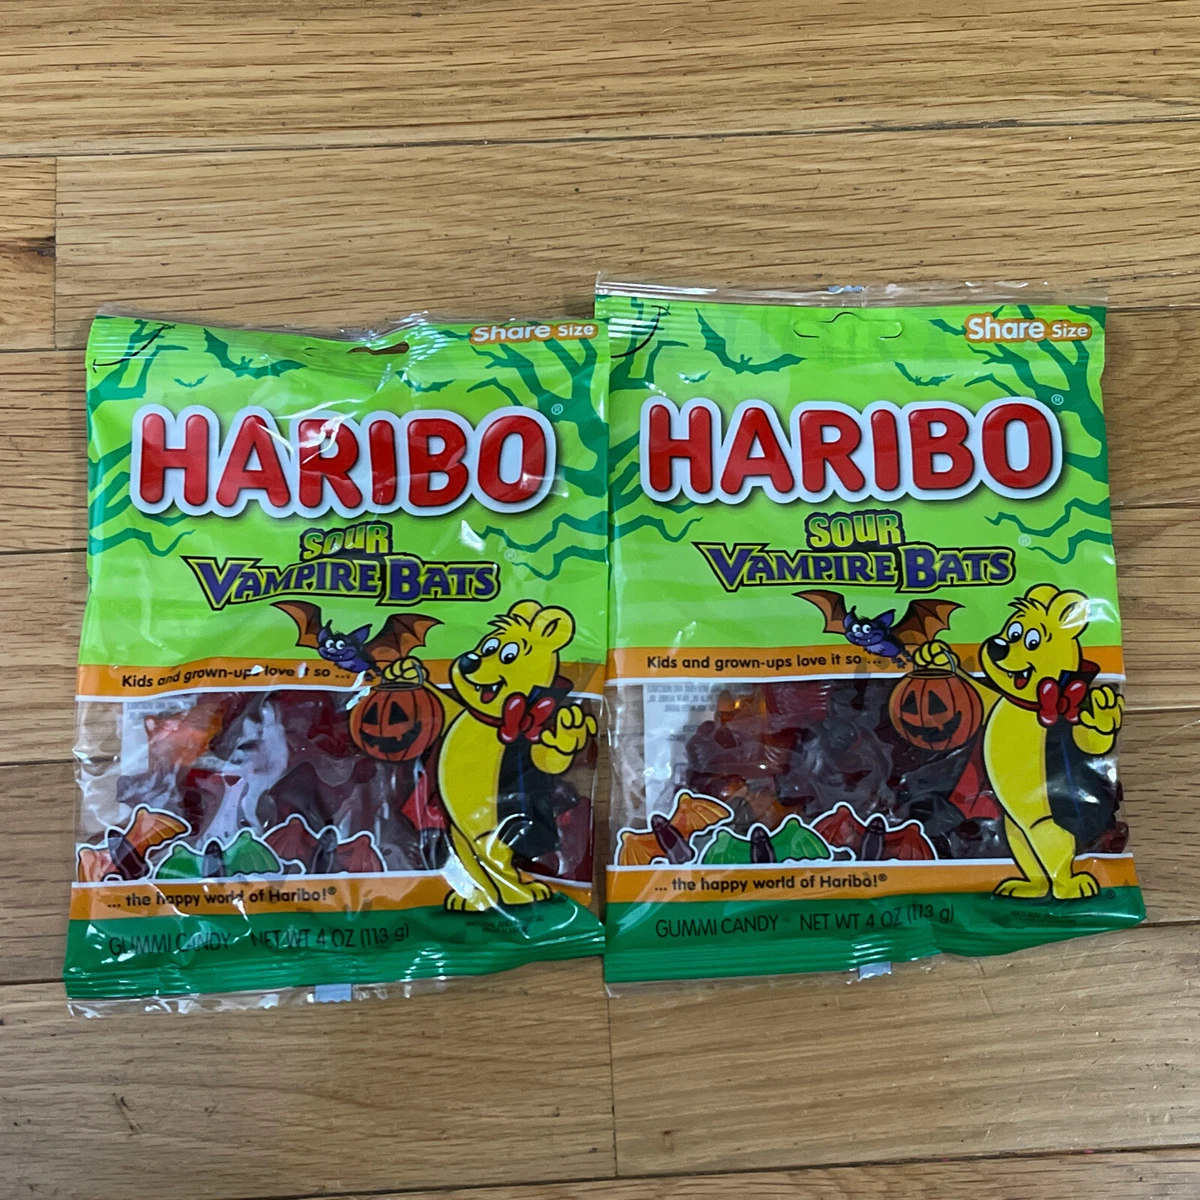 Share Size
HARIBO®
SOUR
VAMPIRE BATS®
Kids and grown-ups love it so ...
... the happy world of Haribo!®
GUMMI CANDY NET WT 4 OZ (113 g)
Share Size
HARIBO®
SOUR
VAMPIRE BATS®
Kids and grown-ups love it so ...
... the happy world of Haribo!®
GUMMI CANDY NET WT 4 OZ (113 g)